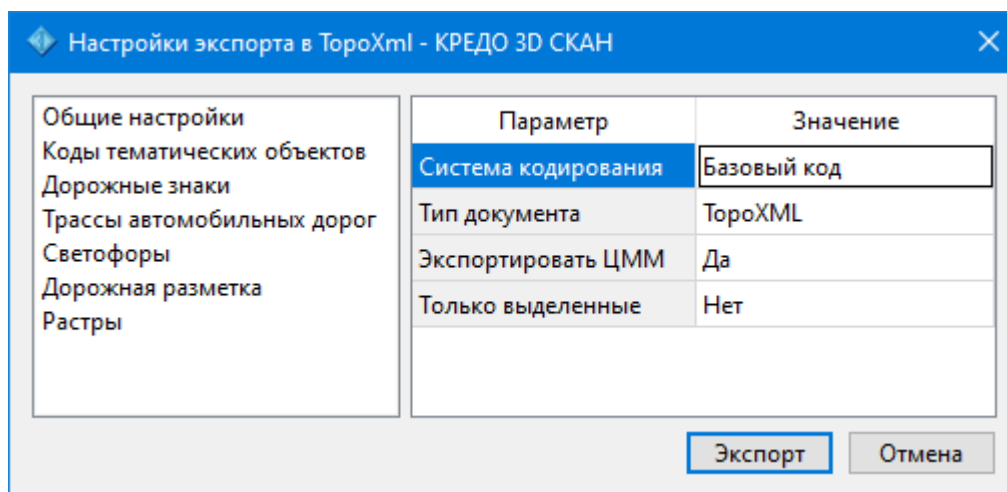 Настройки экспорта в TopoXml - КРЕДО 3D СКАН
Общие настройки
Коды тематических объектов
Дорожные знаки
Трассы автомобильных дорог
Светофоры
Дорожная разметка
Растры
Параметр Значение
Система кодирования Базовый код
Тип документа TopoXML
Экспортировать ЦММ Да
Только выделенные Нет
Экспорт Отмена